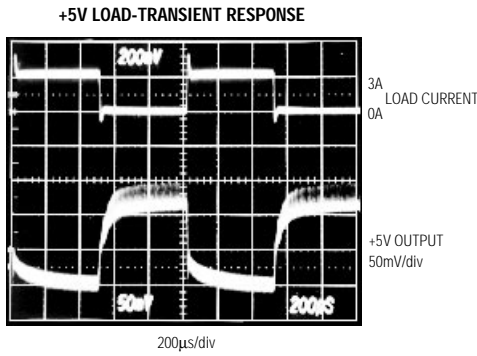 +5V LOAD-TRANSIENT RESPONSE
200mV
3A
LOAD CURRENT
0A
+5V OUTPUT
50mV/div
50mV
200µS
200µs/div